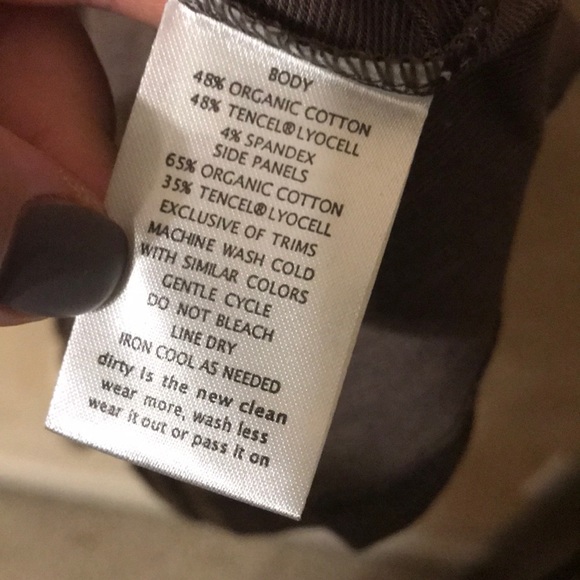 BODY
48% ORGANIC COTTON
48% TENCEL® LYOCELL
4% SPANDEX
SIDE PANELS
65% ORGANIC COTTON
35% TENCEL® LYOCELL
EXCLUSIVE OF TRIMS
MACHINE WASH COLD
WITH SIMILAR COLORS
GENTLE CYCLE
DO NOT BLEACH
LINE DRY
IRON COOL AS NEEDED
dirty is the new clean
wear more, wash less
wear it out or pass it on